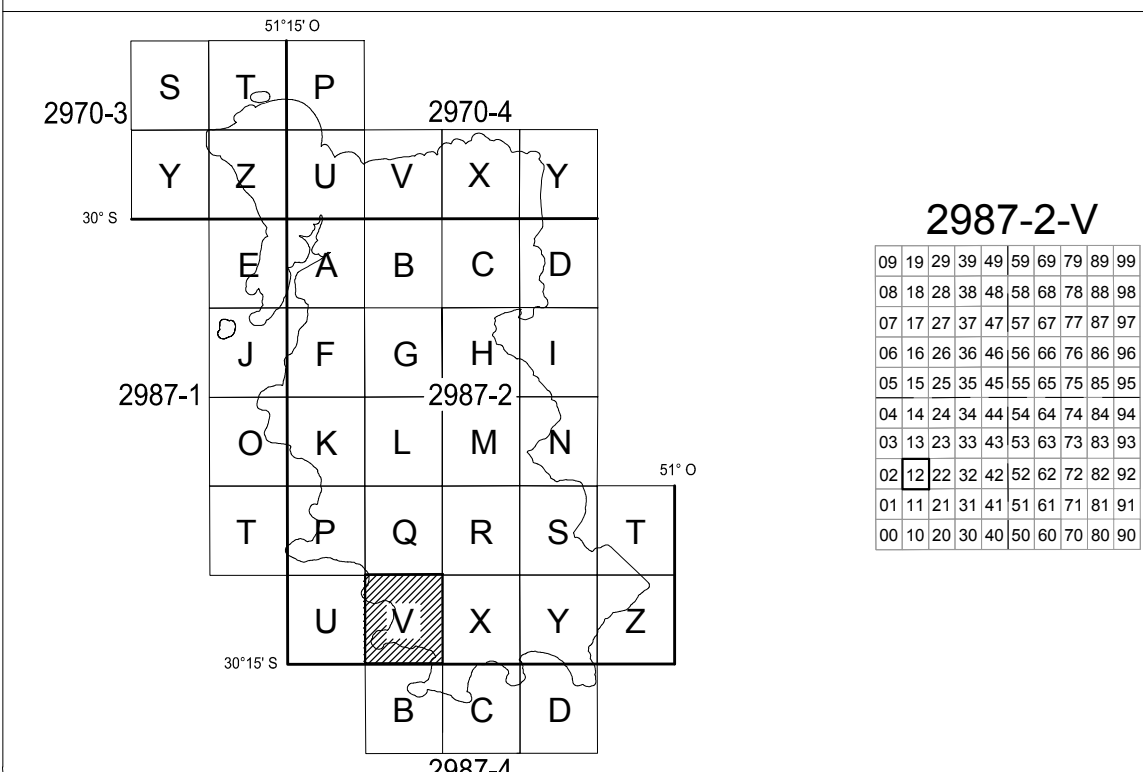 51°15' O
S T P
2970-3 2970-4
Y Z U V X Y
30° S
E A B C D
J F G H I
2987-1 2987-2
O K L M N
51° O
T P Q R S T
U V X Y Z
30°15' S
B C D
2987-4
2987-2-V
09 19 29 39 49 59 69 79 89 99
08 18 28 38 48 58 68 78 88 98
07 17 27 37 47 57 67 77 87 97
06 16 26 36 46 56 66 76 86 96
05 15 25 35 45 55 65 75 85 95
04 14 24 34 44 54 64 74 84 94
03 13 23 33 43 53 63 73 83 93
02 12 22 32 42 52 62 72 82 92
01 11 21 31 41 51 61 71 81 91
00 10 20 30 40 50 60 70 80 90